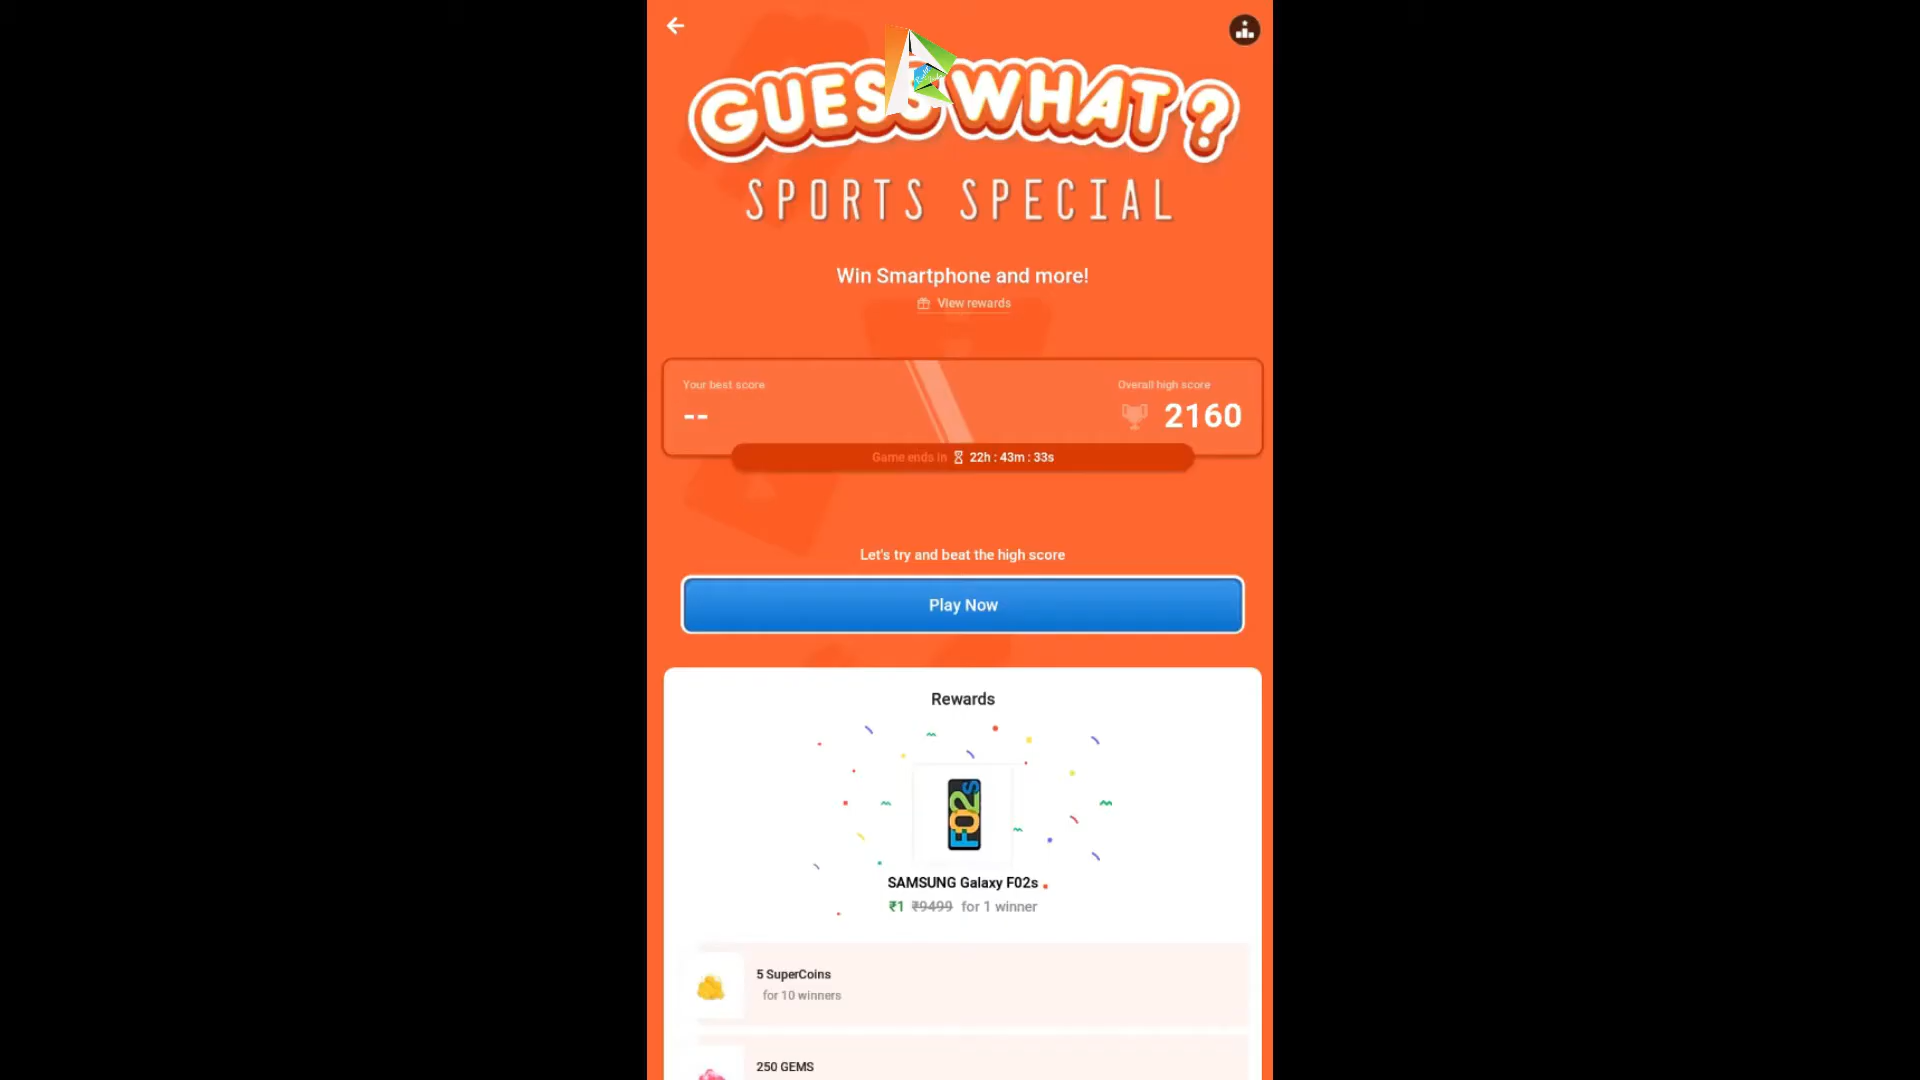 GUESS WHAT?
SPORTS SPECIAL
Win Smartphone and more!
View rewards
Your best score
Overall high score
--
2160
Game ends in 22h : 43m : 33s
Let's try and beat the high score
Play Now
Rewards
F02s
SAMSUNG Galaxy F02s
₹1 ₹9499 for 1 winner
5 SuperCoins
for 10 winners
250 GEMS